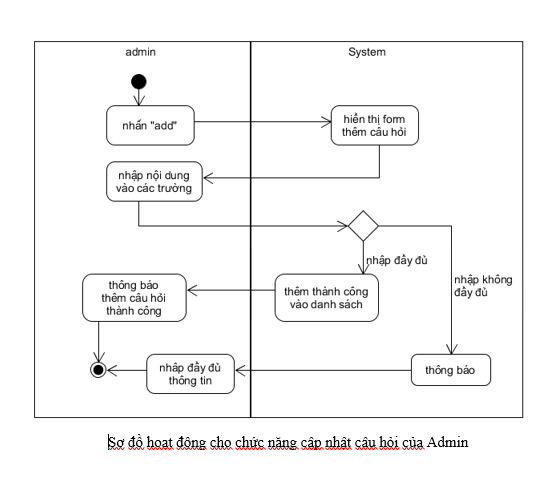 admin
System
nhấn "add"
hiển thị form
thêm câu hỏi
nhập nội dung
vào các trường
nhập đầy đủ
nhập không
đầy đủ
thông báo
thêm câu hỏi
thành công
thêm thành công
vào danh sách
nhâp đầy đủ
thông tin
thông báo
Sơ đồ hoạt động cho chức năng cập nhật câu hỏi của Admin